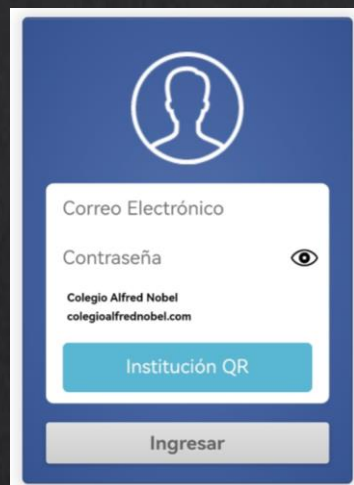 Correo Electrónico
Contraseña
Colegio Alfred Nobel
colegioalfrednobel.com
Institución QR
Ingresar